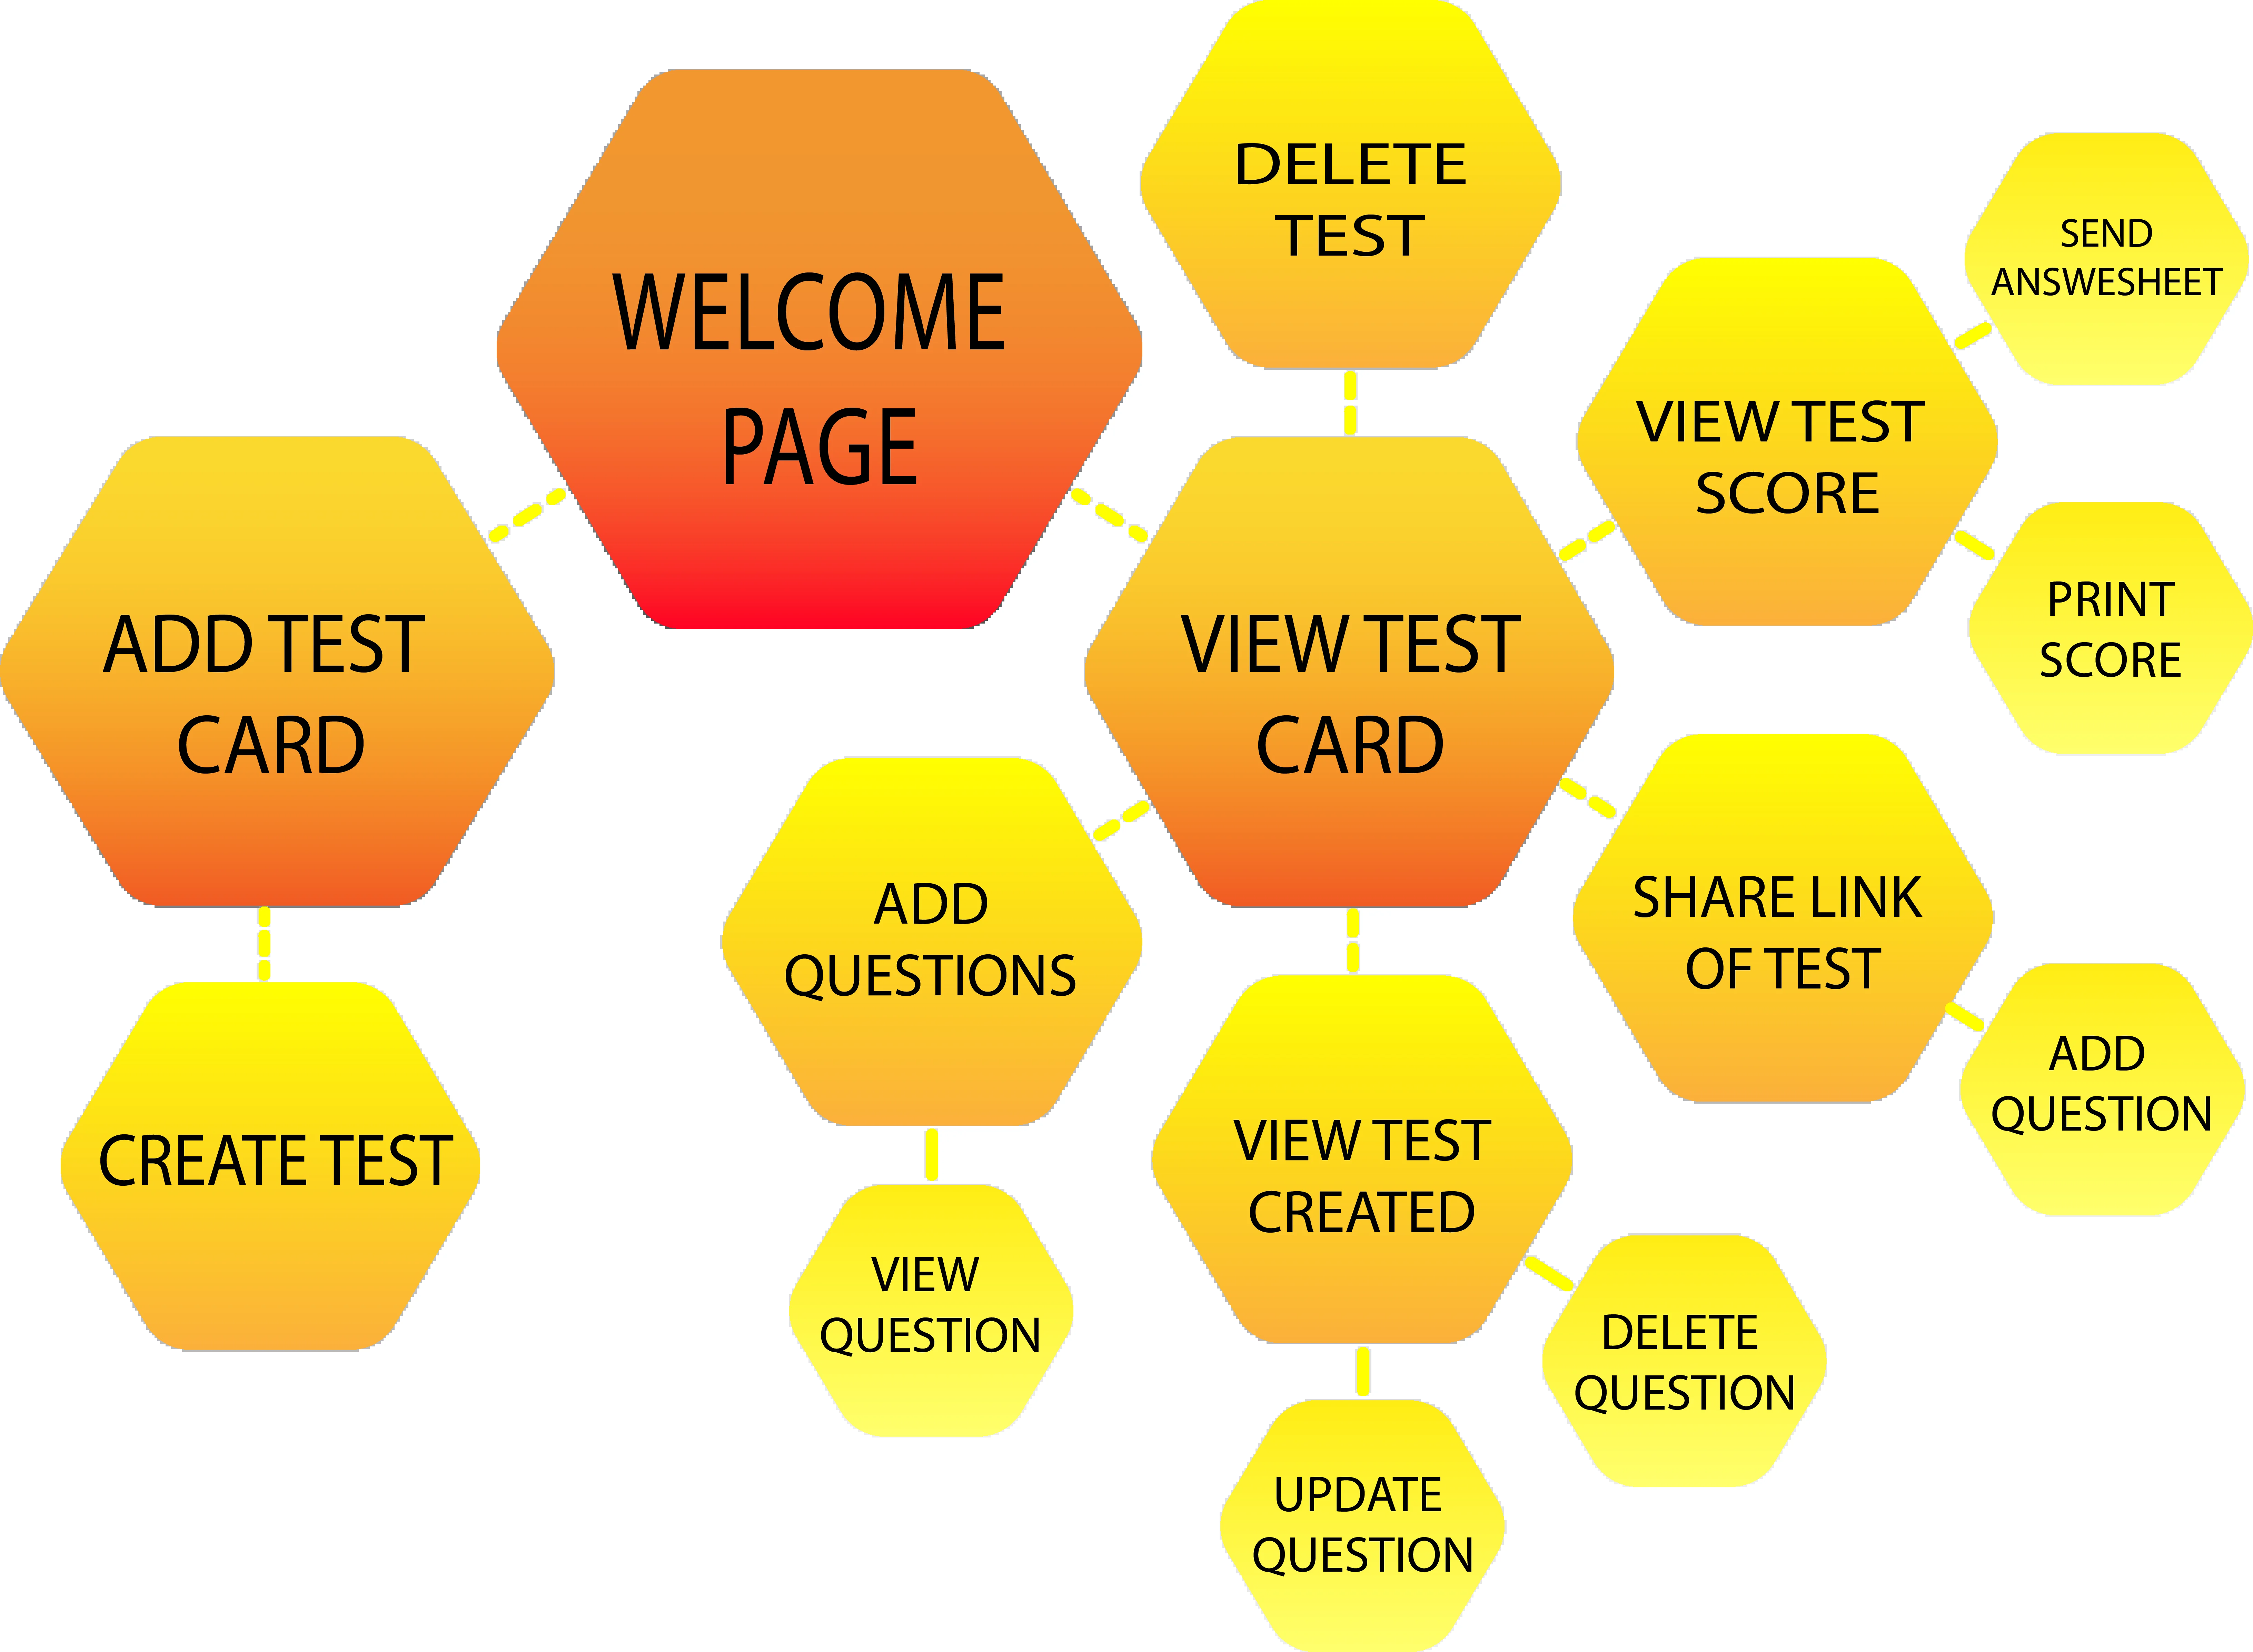 WELCOME
PAGE
ADD TEST
CARD
CREATE TEST
DELETE
TEST
VIEW TEST
CARD
VIEW TEST
SCORE
SEND
ANSWESHEET
PRINT
SCORE
SHARE LINK
OF TEST
ADD
QUESTION
ADD
QUESTIONS
VIEW
QUESTION
VIEW TEST
CREATED
DELETE
QUESTION
UPDATE
QUESTION